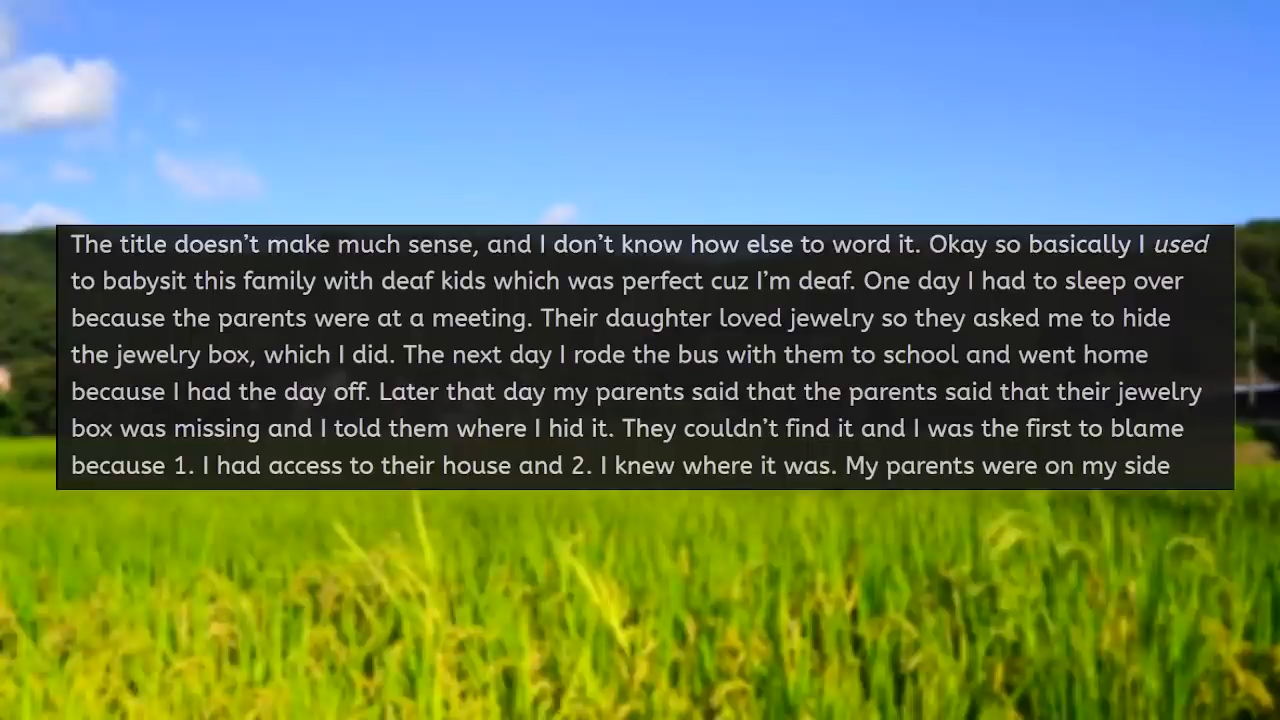 The title doesn’t make much sense, and I don’t know how else to word it. Okay so basically I used
to babysit this family with deaf kids which was perfect cuz I’m deaf. One day I had to sleep over
because the parents were at a meeting. Their daughter loved jewelry so they asked me to hide
the jewelry box, which I did. The next day I rode the bus with them to school and went home
because I had the day off. Later that day my parents said that the parents said that their jewelry
box was missing and I told them where I hid it. They couldn’t find it and I was the first to blame
because 1. I had access to their house and 2. I knew where it was. My parents were on my side